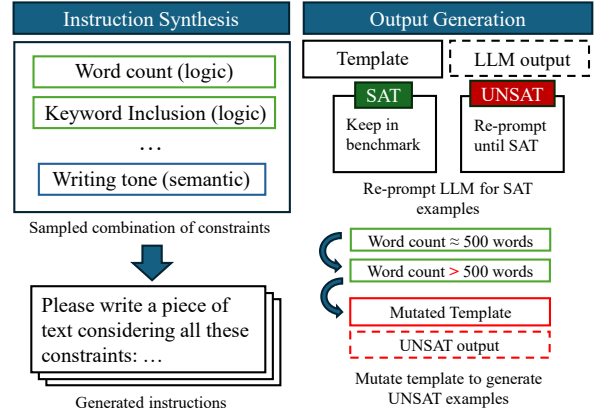 Instruction Synthesis
Word count (logic)
Keyword Inclusion (logic)
…
Writing tone (semantic)
Sampled combination of constraints
Please write a piece of
text considering all these
constraints: …
Generated instructions
Output Generation
Template
LLM output
SAT
Keep in
benchmark
UNSAT
Re-prompt
until SAT
Re-prompt LLM for SAT
examples
Word count ≈ 500 words
Word count > 500 words
Mutated Template
UNSAT output
Mutate template to generate
UNSAT examples